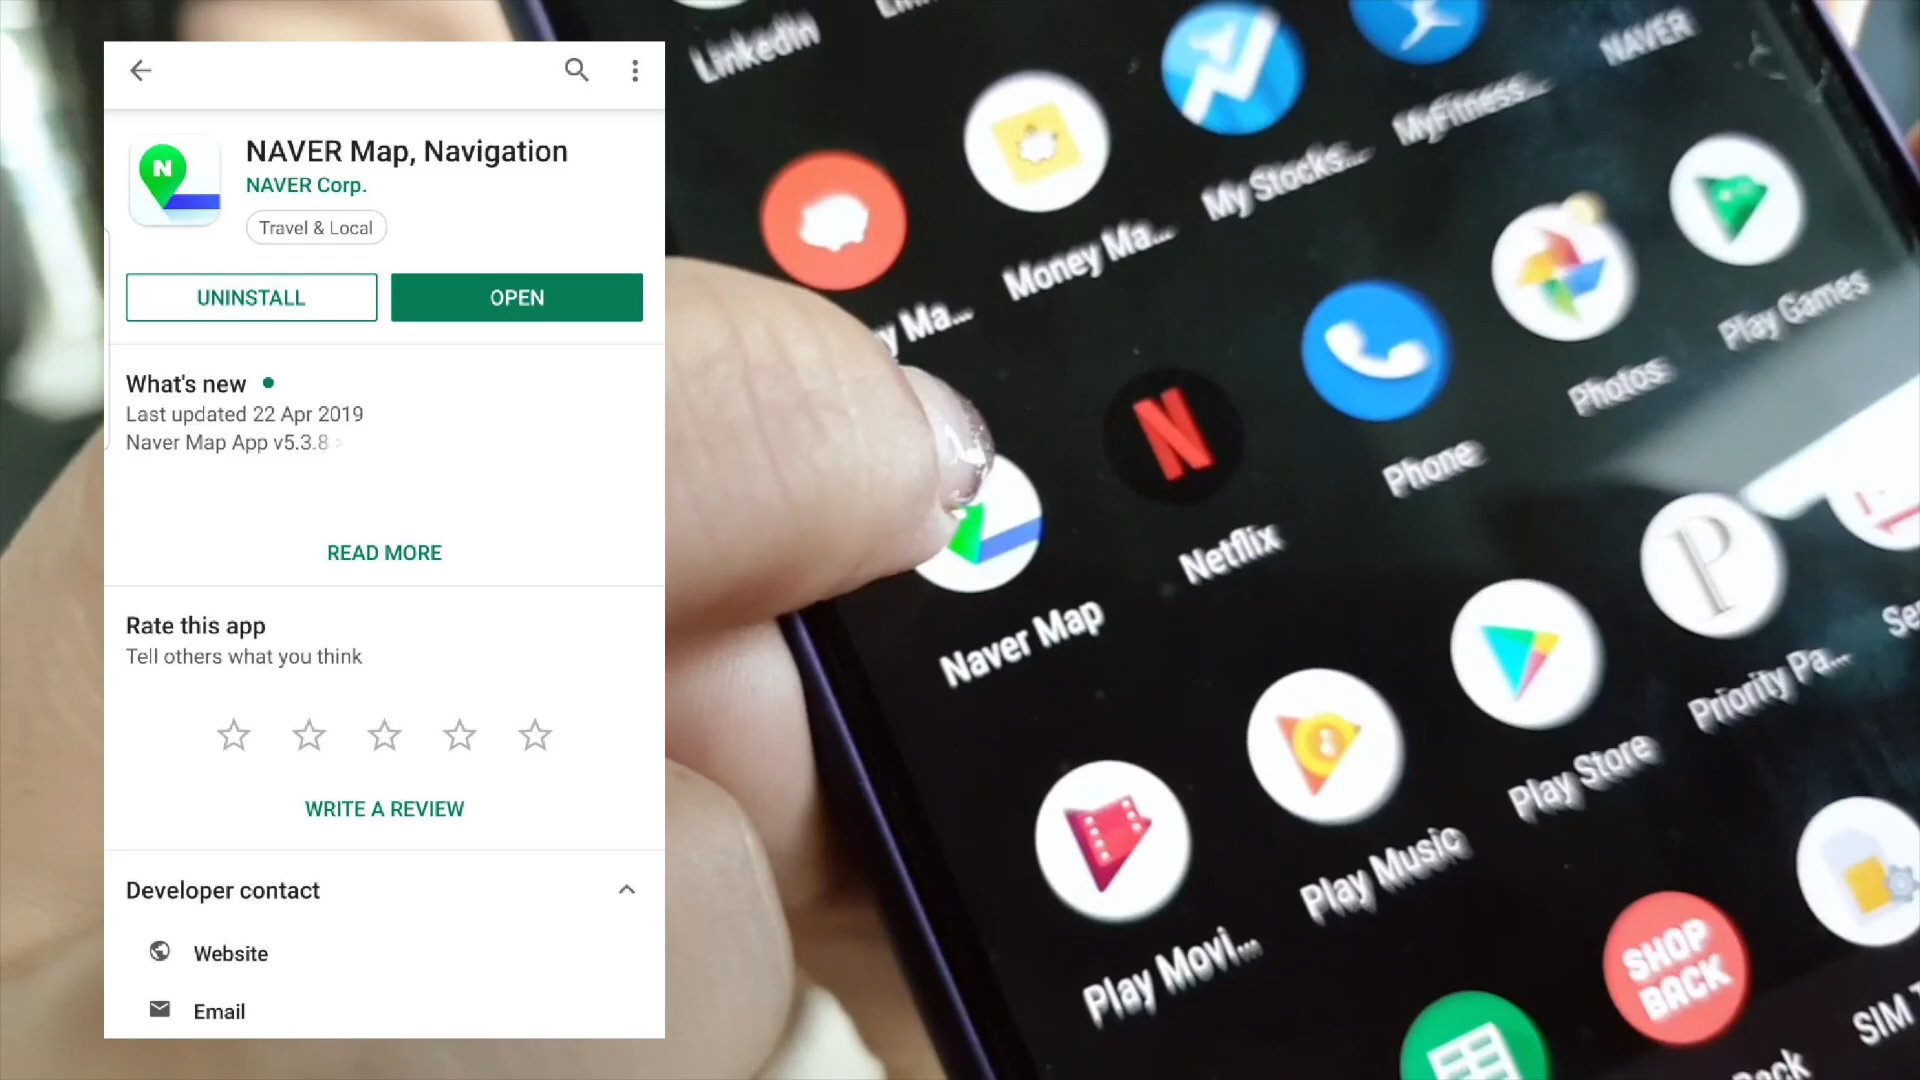 NAVER Map, Navigation
NAVER Corp.
Travel & Local
UNINSTALL
OPEN
What's new
Last updated 22 Apr 2019
Naver Map App v5.3.8 >
READ MORE
Rate this app
Tell others what you think
WRITE A REVIEW
Developer contact
Website
Email
LinkedIn
Money Ma...
My Stocks...
MyFitness...
NAVER
y Ma...
Naver Map
Netflix
Phone
Photos
Play Games
Play Movi...
Play Music
Play Store
Priority Pa...
Se
SHOP
BACK
Back
SIM T